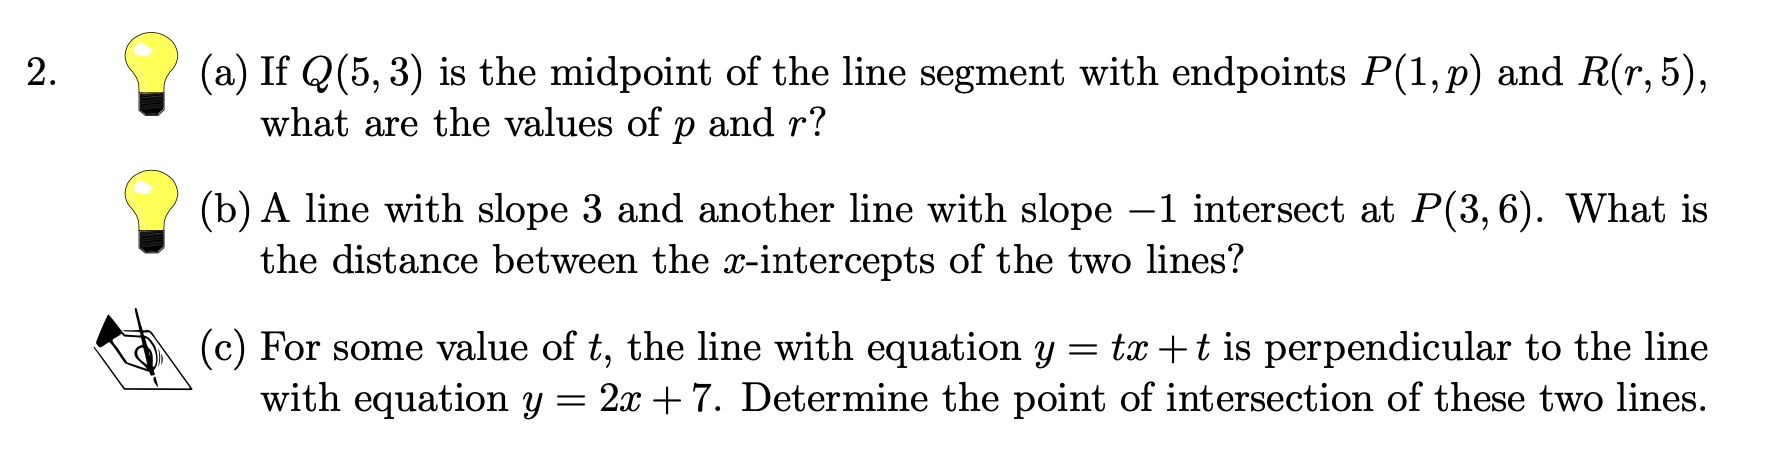 2. (a) If Q(5, 3) is the midpoint of the line segment with endpoints P(1, p) and R(r, 5),
what are the values of p and r?
(b) A line with slope 3 and another line with slope −1 intersect at P(3, 6). What is
the distance between the x-intercepts of the two lines?
(c) For some value of t, the line with equation y = tx + t is perpendicular to the line
with equation y = 2x + 7. Determine the point of intersection of these two lines.